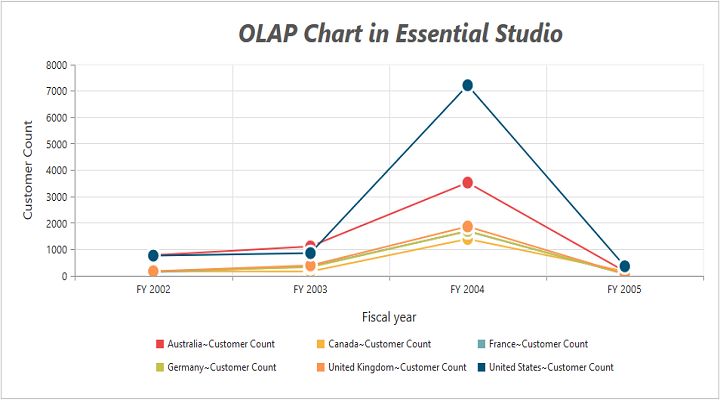 OLAP Chart in Essential Studio
8000
7000
6000
5000
4000
3000
2000
1000
0
Customer Count
FY 2002 FY 2003 FY 2004 FY 2005
Fiscal year
Australia~Customer Count Canada~Customer Count France~Customer Count
Germany~Customer Count United Kingdom~Customer Count United States~Customer Count